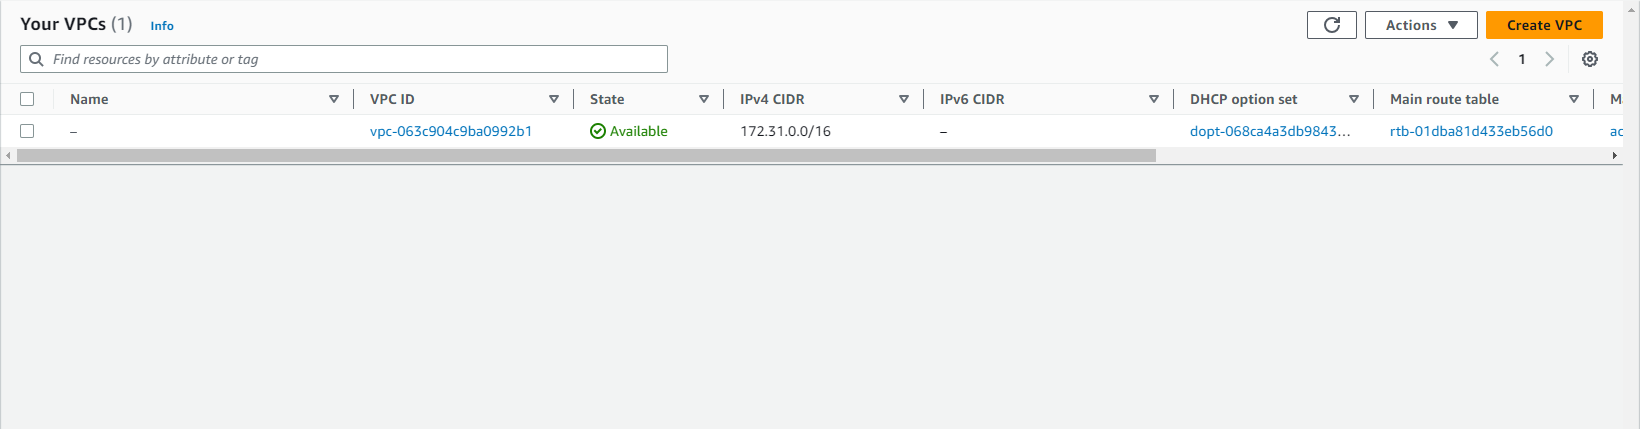 Your VPCs (1) Info
Actions
Create VPC
Find resources by attribute or tag
1
Name VPC ID State IPv4 CIDR IPv6 CIDR DHCP option set Main route table
– vpc-063c904c9ba0992b1 Available 172.31.0.0/16 – dopt-068ca4a3db9843... rtb-01dba81d433eb56d0